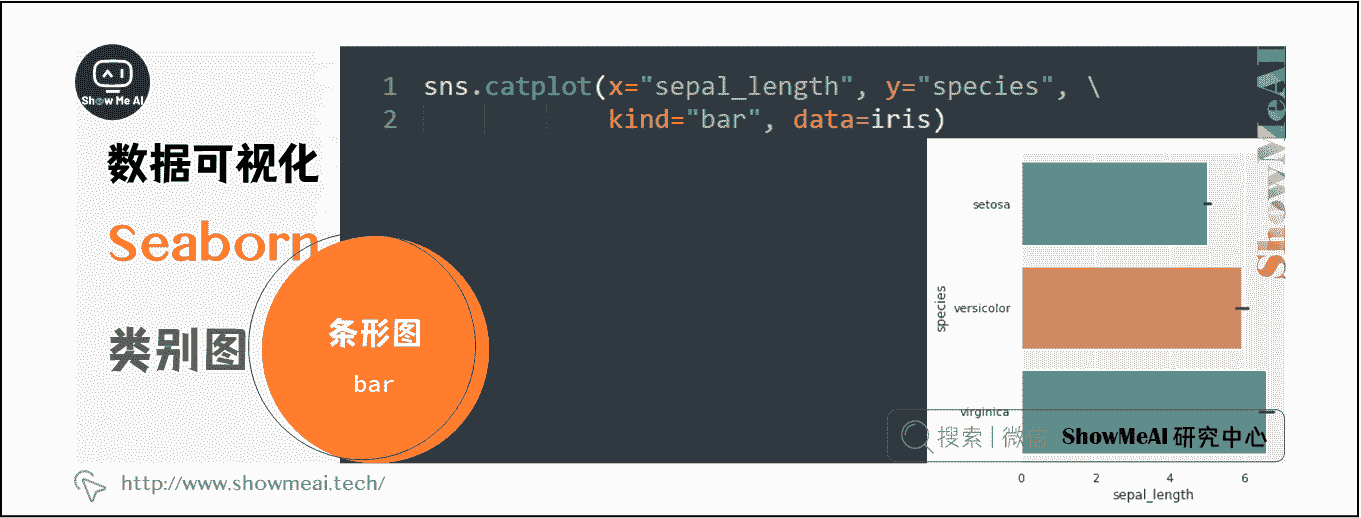 Show Me AI
数据可视化
Seaborn
类别图
条形图
bar
1 sns.catplot(x="sepal_length", y="species", \
2 kind="bar", data=iris)
ShowMeAI
setosa
versicolor
virginica
species
0 2 4 6
sepal_length
搜索 | 微信 ShowMeAI 研究中心
http://www.showmeai.tech/